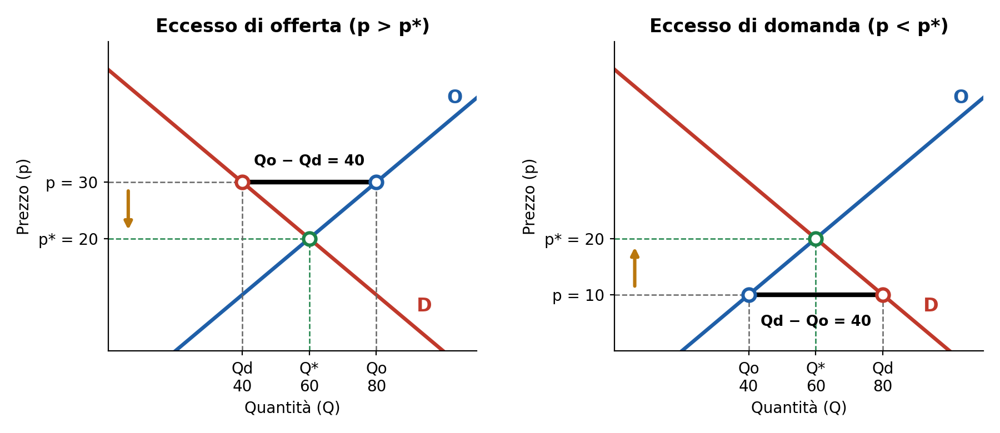 Eccesso di offerta (p > p*)
O
Qo − Qd = 40
p = 30
p* = 20
Prezzo (p)
D
Qd
40
Q*
60
Qo
80
Quantità (Q)
Eccesso di domanda (p < p*)
O
p* = 20
p = 10
Prezzo (p)
D
Qd − Qo = 40
Qo
40
Q*
60
Qd
80
Quantità (Q)